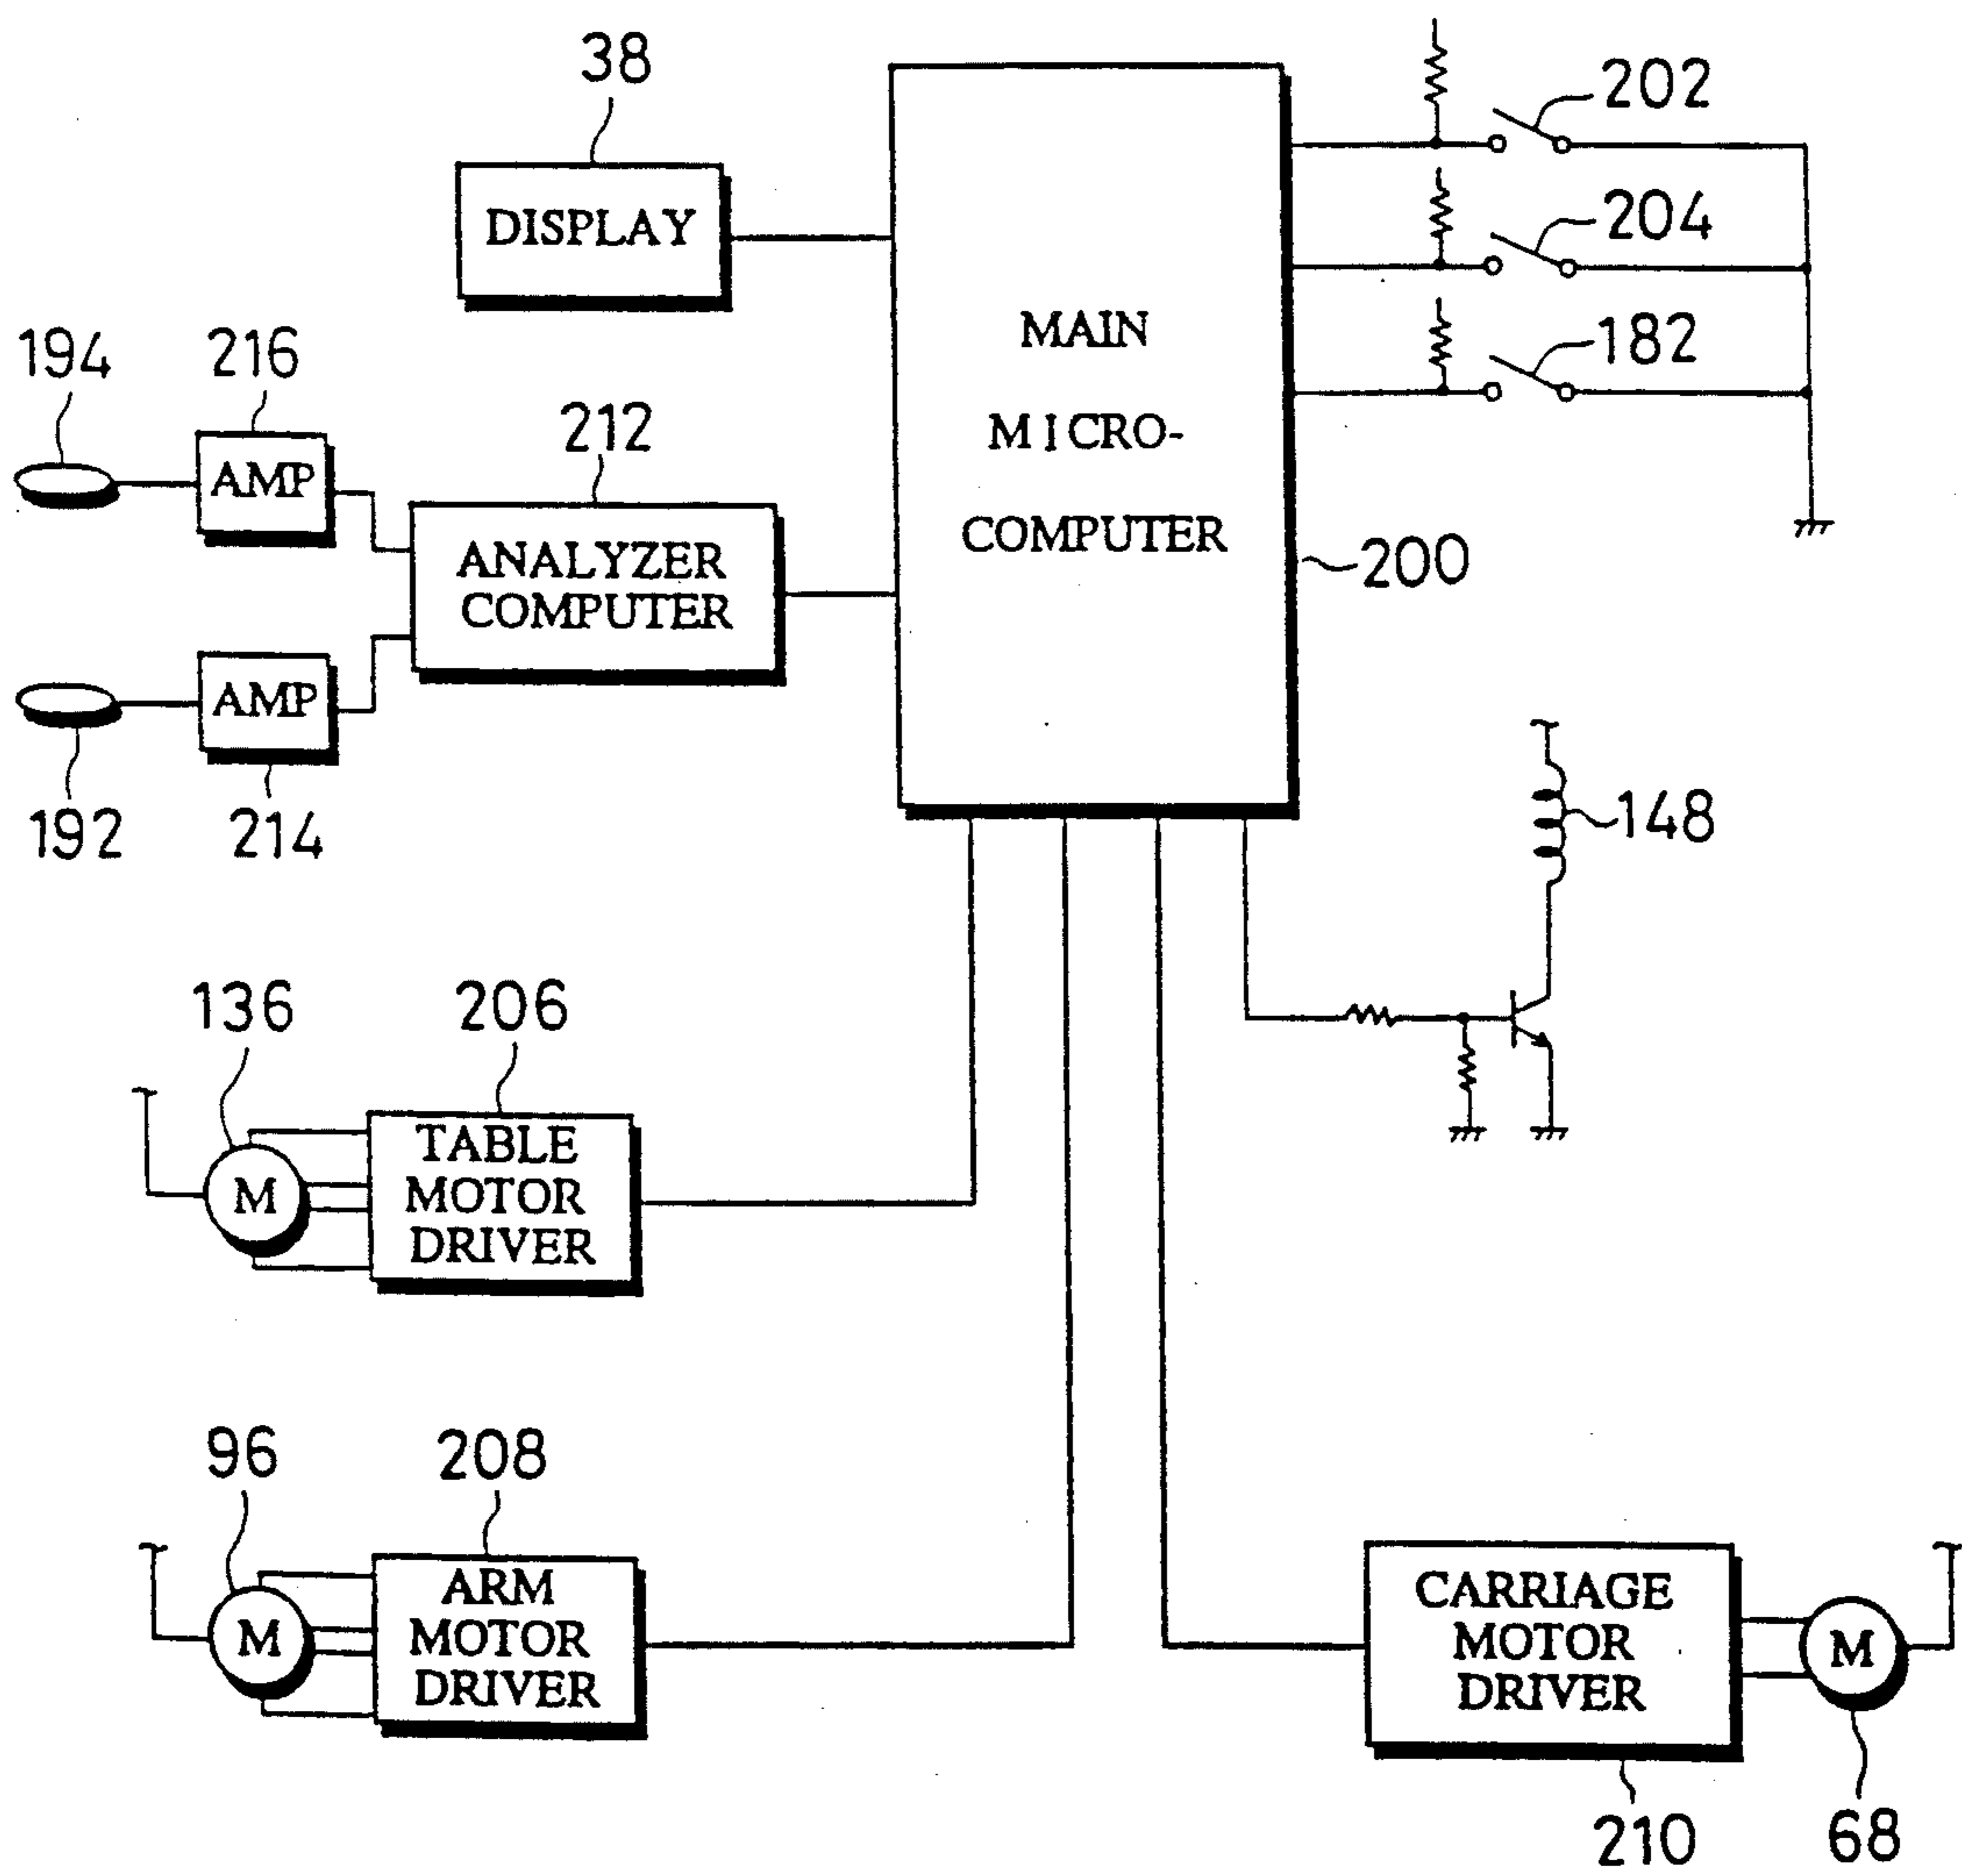 38
DISPLAY
202
204
182
MAIN
MICRO-
COMPUTER
200
194
216
AMP
212
ANALYZER
COMPUTER
AMP
192
214
148
136
206
M
TABLE
MOTOR
DRIVER
96
208
M
ARM
MOTOR
DRIVER
CARRIAGE
MOTOR
DRIVER
M
210
68